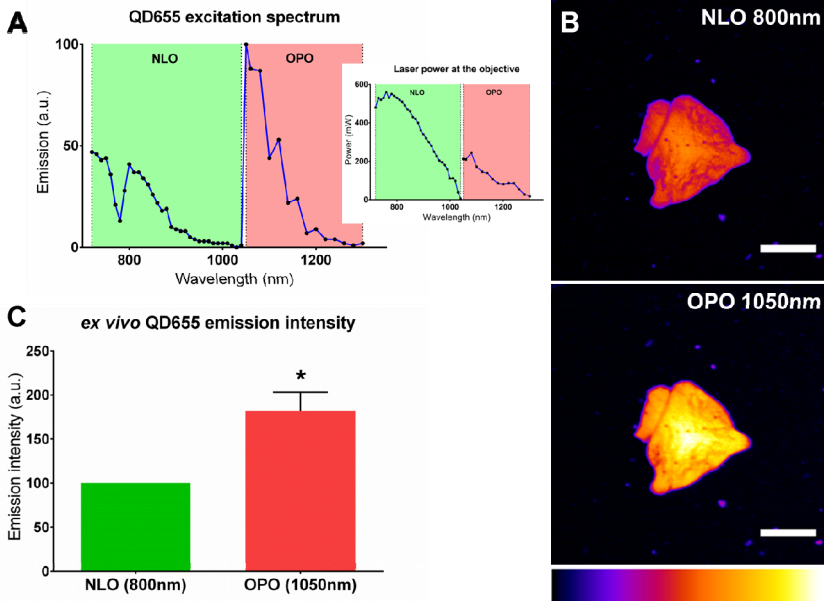 A
QD655 excitation spectrum
Emission (a.u.)
100
50
0
NLO
OPO
800
1000
1200
Wavelength (nm)
Laser power at the objective
Power (mW)
600
400
200
0
NLO
OPO
800
1000
1200
Wavelength (nm)
B
NLO 800nm
OPO 1050nm
C
ex vivo QD655 emission intensity
Emission intensity (a.u.)
250
200
150
100
50
0
*
NLO (800nm)
OPO (1050nm)